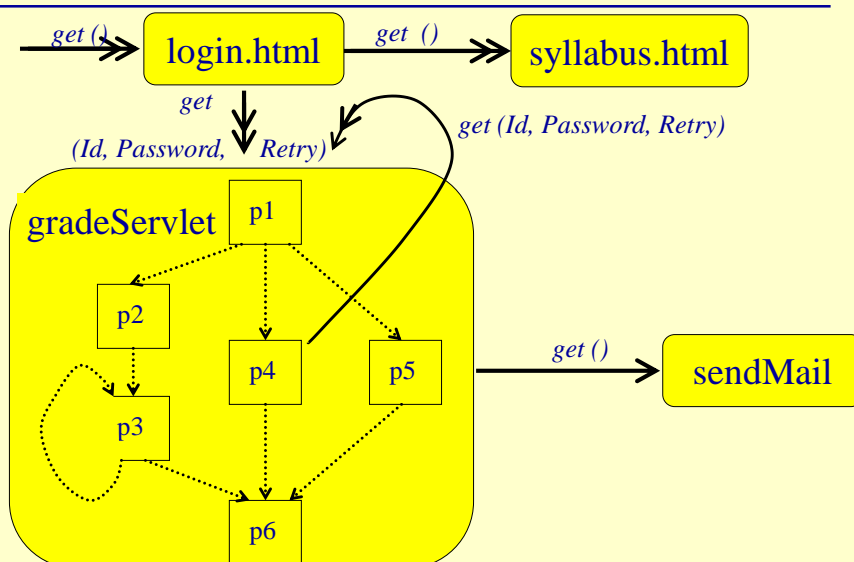 get ()
login.html
get ()
syllabus.html
get
get (Id, Password, Retry)
(Id, Password, Retry)
gradeServlet
p1
p2
p4
p5
get ()
sendMail
p3
p6